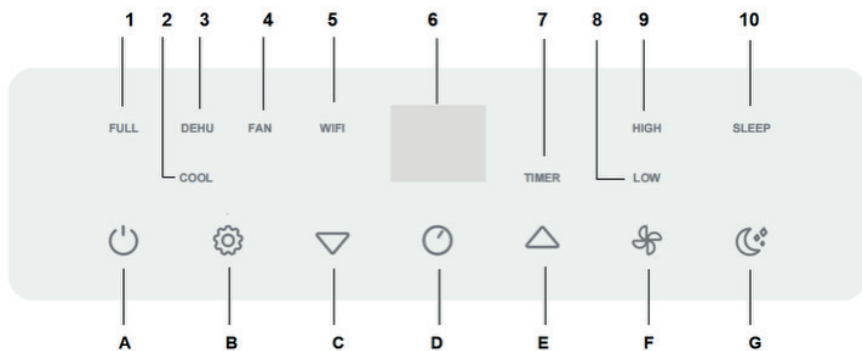 1 2 3 4 5 6 7 8 9 10
FULL DEHU FAN WIFI HIGH SLEEP
COOL TIMER LOW
A B C D E F G